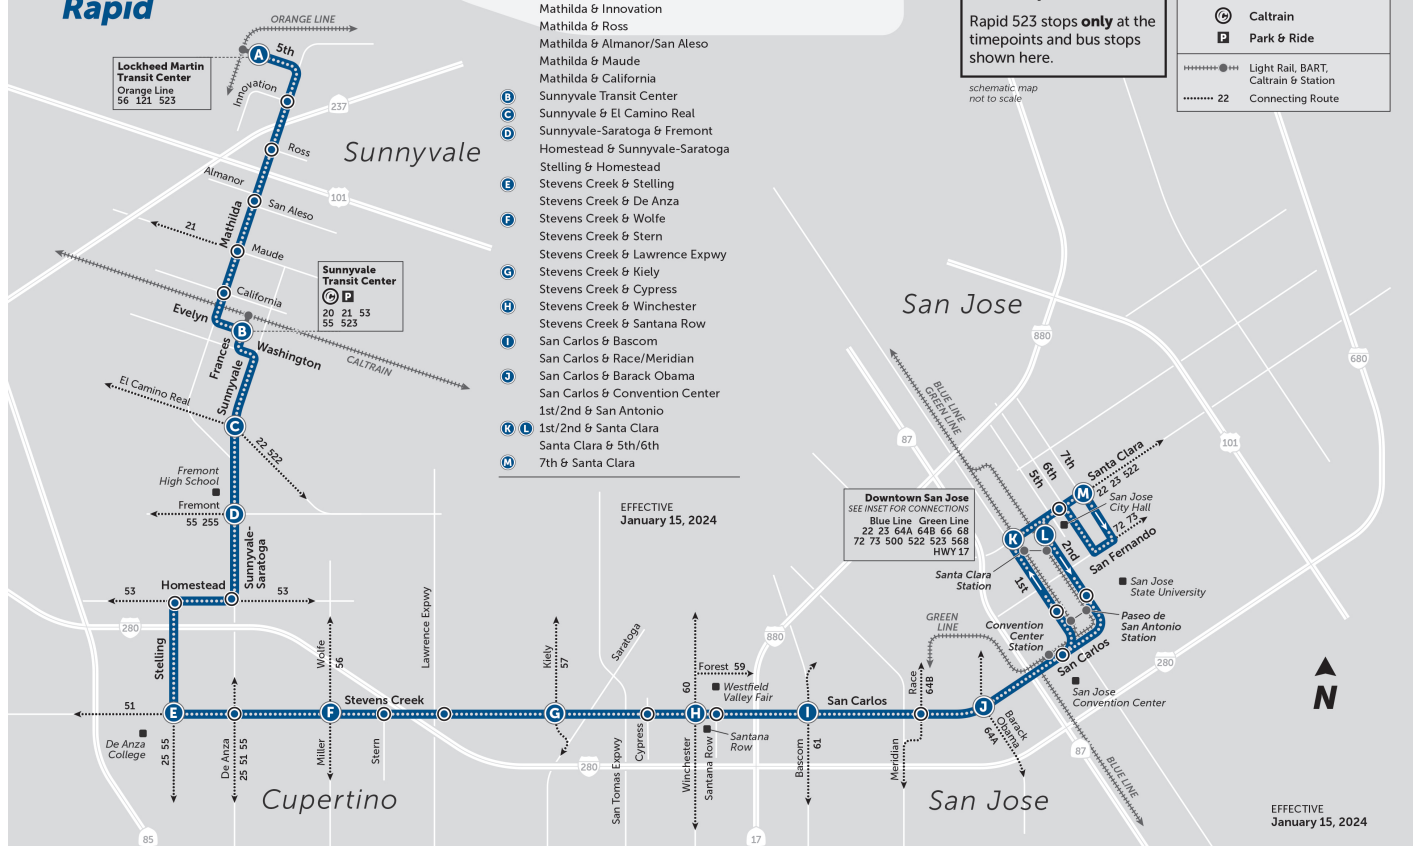 Rapid
ORANGE LINE
A
5th
Lockheed Martin
Transit Center
Orange Line
56 121 523
Innovation
237
Ross
Sunnyvale
Almanor
San Aleso
101
Mathilda
21
Maude
California
Sunnyvale
Transit Center
C P
20 21 53
55 523
Evelyn
B
Washington
Frances
CALTRAIN
Sunnyvale
El Camino Real
C
22 522
Fremont
High School
Fremont
55 255
D
Sunnyvale-
Saratoga
Homestead
53
53
280
Stelling
51
E
De Anza
College
25 55
De Anza
25 51 55
Wolfe
56
F
Miller
Stevens Creek
Stern
Lawrence Expwy
Cupertino
85
Mathilda & Innovation
Mathilda & Ross
Mathilda & Almanor/San Aleso
Mathilda & Maude
Mathilda & California
B Sunnyvale Transit Center
C Sunnyvale & El Camino Real
D Sunnyvale-Saratoga & Fremont
Homestead & Sunnyvale-Saratoga
Stelling & Homestead
E Stevens Creek & Stelling
Stevens Creek & De Anza
F Stevens Creek & Wolfe
Stevens Creek & Stern
Stevens Creek & Lawrence Expwy
G Stevens Creek & Kiely
Stevens Creek & Cypress
H Stevens Creek & Winchester
Stevens Creek & Santana Row
I San Carlos & Bascom
San Carlos & Race/Meridian
J San Carlos & Barack Obama
San Carlos & Convention Center
1st/2nd & San Antonio
K L 1st/2nd & Santa Clara
Santa Clara & 5th/6th
M 7th & Santa Clara
EFFECTIVE
January 15, 2024
Rapid 523 stops only at the
timepoints and bus stops
shown here.
schematic map
not to scale
C Caltrain
P Park & Ride
Light Rail, BART,
Caltrain & Station
22 Connecting Route
San Jose
880
680
101
87
BLUE LINE
GREEN LINE
5th
6th
7th
Santa Clara
22 23 522
M
San Jose
City Hall
72 73
San Fernando
Downtown San Jose
SEE INSET FOR CONNECTIONS
Blue Line Green Line
22 23 64A 64B 66 68
72 73 500 522 523 568
HWY 17
K
L
2nd
1st
Santa Clara
Station
San Jose
State University
Paseo de
San Antonio
Station
Convention
Center
Station
GREEN
LINE
San Carlos
280
San Jose
Convention Center
Kiely
57
G
Saratoga
San Tomas Expwy
280
Cypress
60
H
Winchester
Forest 59
Westfield
Valley Fair
Santana
Row
Santana Row
880
I
Bascom
61
San Carlos
Race
64B
Meridian
J
Barack
Obama
64A
87
BLUE LINE
San Jose
17
N
EFFECTIVE
January 15, 2024